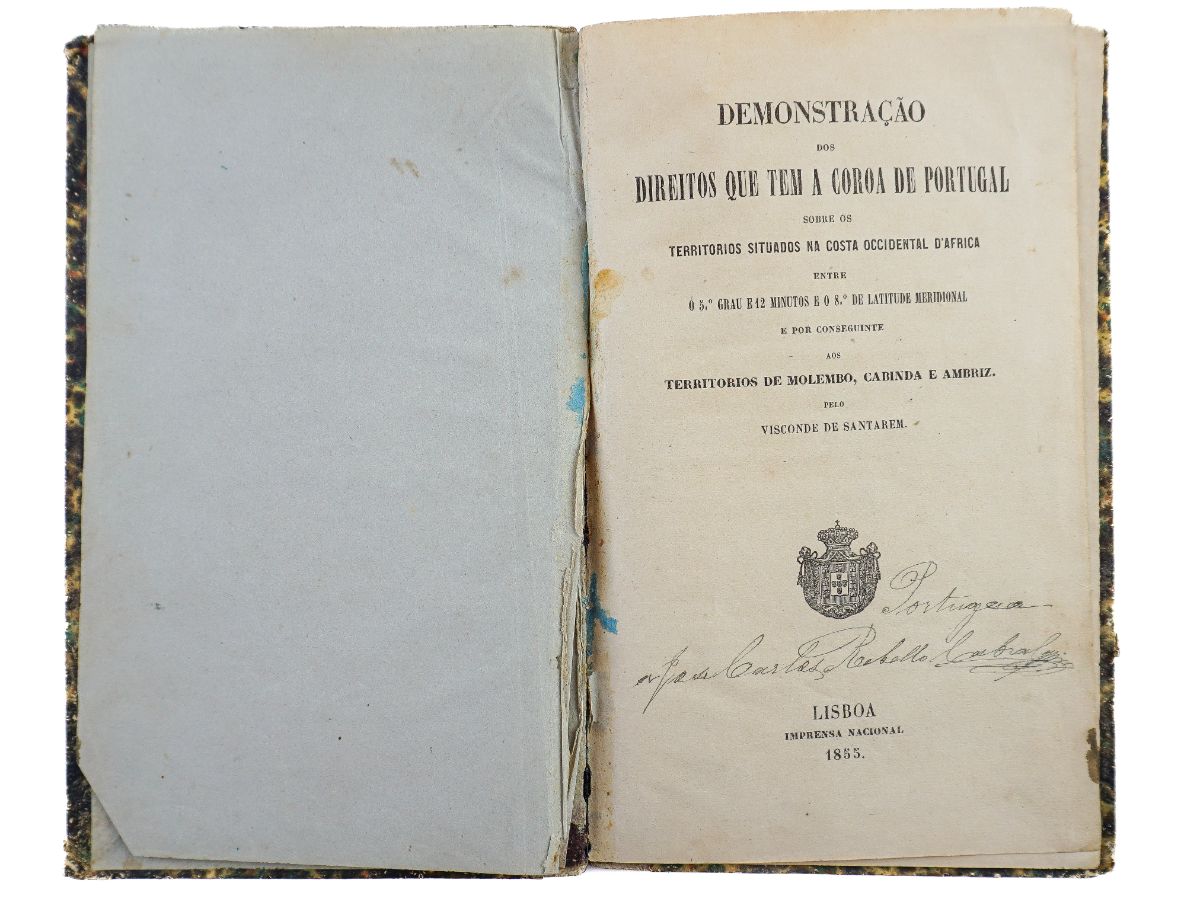 DEMONSTRAÇÃO
DOS
DIREITOS QUE TEM A COROA DE PORTUGAL
SOBRE OS
TERRITORIOS SITUADOS NA COSTA OCCIDENTAL D'AFRICA
ENTRE
O 5.º GRAU E 12 MINUTOS E O 8.º DE LATITUDE MERIDIONAL
E POR CONSEGUINTE
AOS
TERRITORIOS DE MOLEMBO, CABINDA E AMBRIZ.
PELO
VISCONDE DE SANTAREM.
Carlos Rebello Cabral
LISBOA
IMPRENSA NACIONAL
1855.